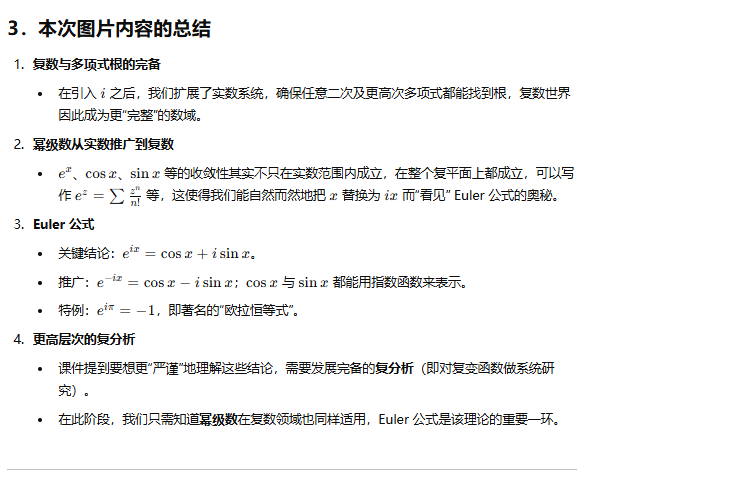 3．本次图片内容的总结
1. 复数与多项式根的完备
• 在引入 i 之后，我们扩展了实数系统，确保任意二次及更高次多项式都能找到根，复数世界
因此成为更“完整”的数域。
2. 幂级数从实数推广到复数
• e^x、cos x、sin x 等的收敛性其实不只在实数范围内成立，在整个复平面上都成立，可以写
作 e^z = ∑ z^n/n! 等，这使得我们能自然而然地把 x 替换为 ix 而“看见” Euler 公式的奥秘。
3. Euler 公式
• 关键结论：e^{ix} = cos x + i sin x。
• 推广：e^{−ix} = cos x − i sin x；cos x 与 sin x 都能用指数函数来表示。
• 特例：e^{iπ} = −1，即著名的“欧拉恒等式”。
4. 更高层次的复分析
• 课件提到要想更“严谨”地理解这些结论，需要发展完备的复分析（即对复变函数做系统研
究）。
• 在此阶段，我们只需知道幂级数在复数领域也同样适用，Euler 公式是该理论的重要一环。